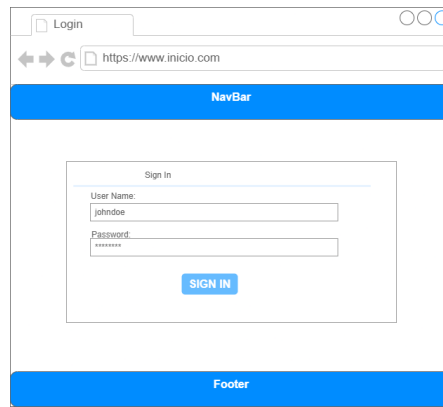 Login
https://www.inicio.com
NavBar
Sign In
User Name:
johndoe
Password:
********
SIGN IN
Footer